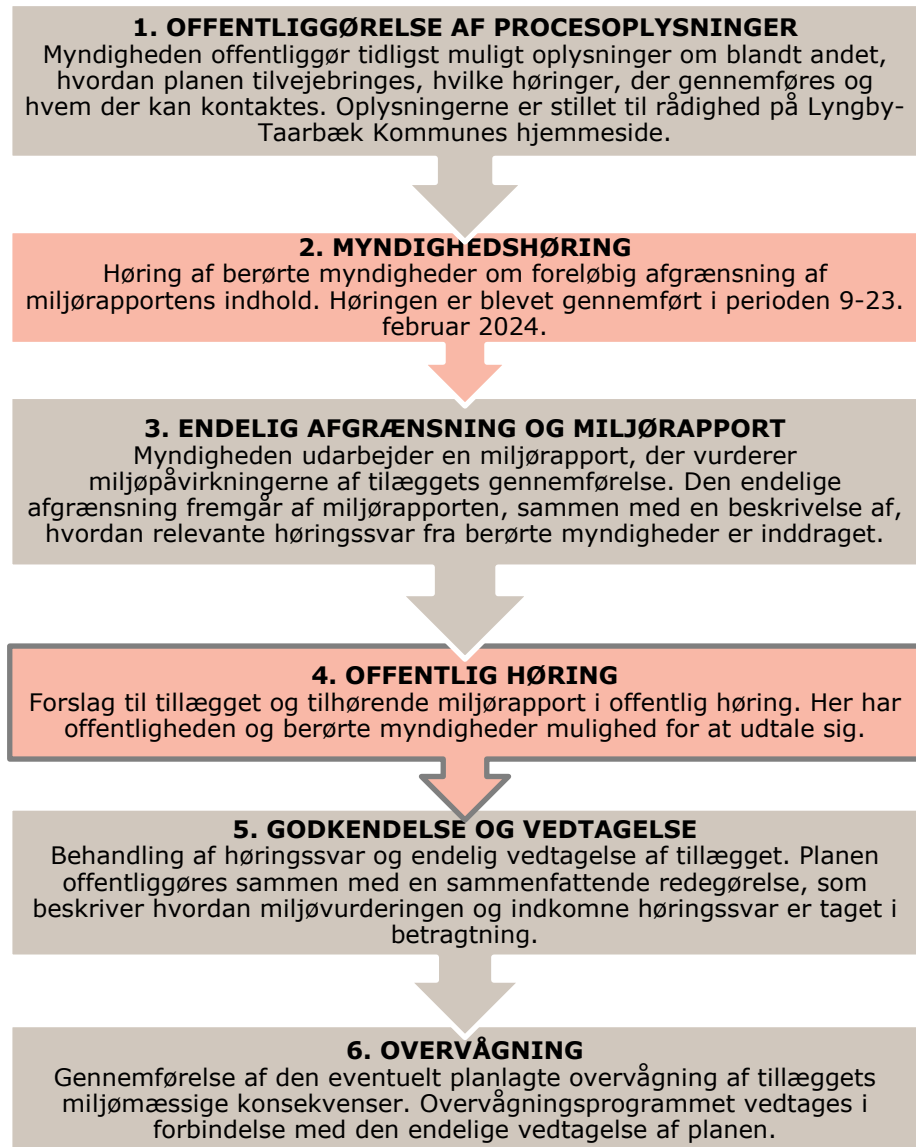 1. OFFENTLIGGØRELSE AF PROCESOPLYSNINGER
Myndigheden offentliggør tidligst muligt oplysninger om blandt andet,
hvordan planen tilvejebringes, hvilke høringer, der gennemføres og
hvem der kan kontaktes. Oplysningerne er stillet til rådighed på Lyngby-
Taarbæk Kommunes hjemmeside.
2. MYNDIGHEDSHØRING
Høring af berørte myndigheder om foreløbig afgrænsning af
miljørapportens indhold. Høringen er blevet gennemført i perioden 9-23.
februar 2024.
3. ENDELIG AFGRÆNSNING OG MILJØRAPPORT
Myndigheden udarbejder en miljørapport, der vurderer
miljøpåvirkningerne af tilæggets gennemførelse. Den endelige
afgrænsning fremgår af miljørapporten, sammen med en beskrivelse af,
hvordan relevante høringssvar fra berørte myndigheder er inddraget.
4. OFFENTLIG HØRING
Forslag til tillægget og tilhørende miljørapport i offentlig høring. Her har
offentligheden og berørte myndigheder mulighed for at udtale sig.
5. GODKENDELSE OG VEDTAGELSE
Behandling af høringssvar og endelig vedtagelse af tillægget. Planen
offentliggøres sammen med en sammenfattende redegørelse, som
beskriver hvordan miljøvurderingen og indkomne høringssvar er taget i
betragtning.
6. OVERVÅGNING
Gennemførelse af den eventuelt planlagte overvågning af tillæggets
miljømæssige konsekvenser. Overvågningsprogrammet vedtages i
forbindelse med den endelige vedtagelse af planen.